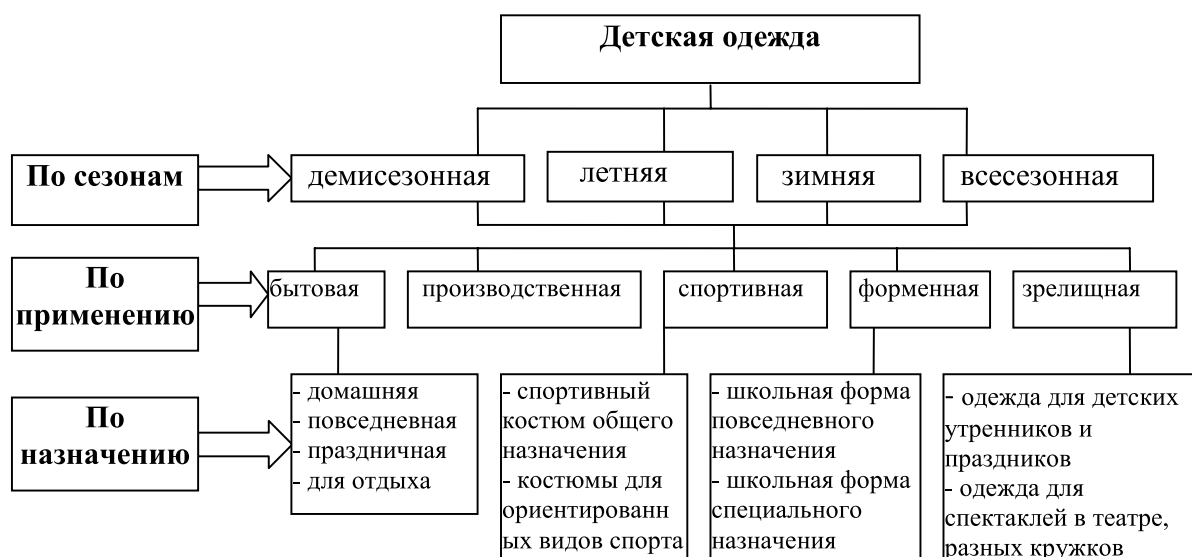 Детская одежда
По сезонам
демисезонная
летняя
зимняя
всесезонная
По
применению
бытовая
производственная
спортивная
форменная
зрелищная
По
назначению
- домашняя
- повседневная
- праздничная
- для отдыха
- спортивный
костюм общего
назначения
- костюмы для
ориентированн
ых видов спорта
- школьная форма
повседневного
назначения
- школьная форма
специального
назначения
- одежда для детских
утренников и
праздников
- одежда для
спектаклей в театре,
разных кружков